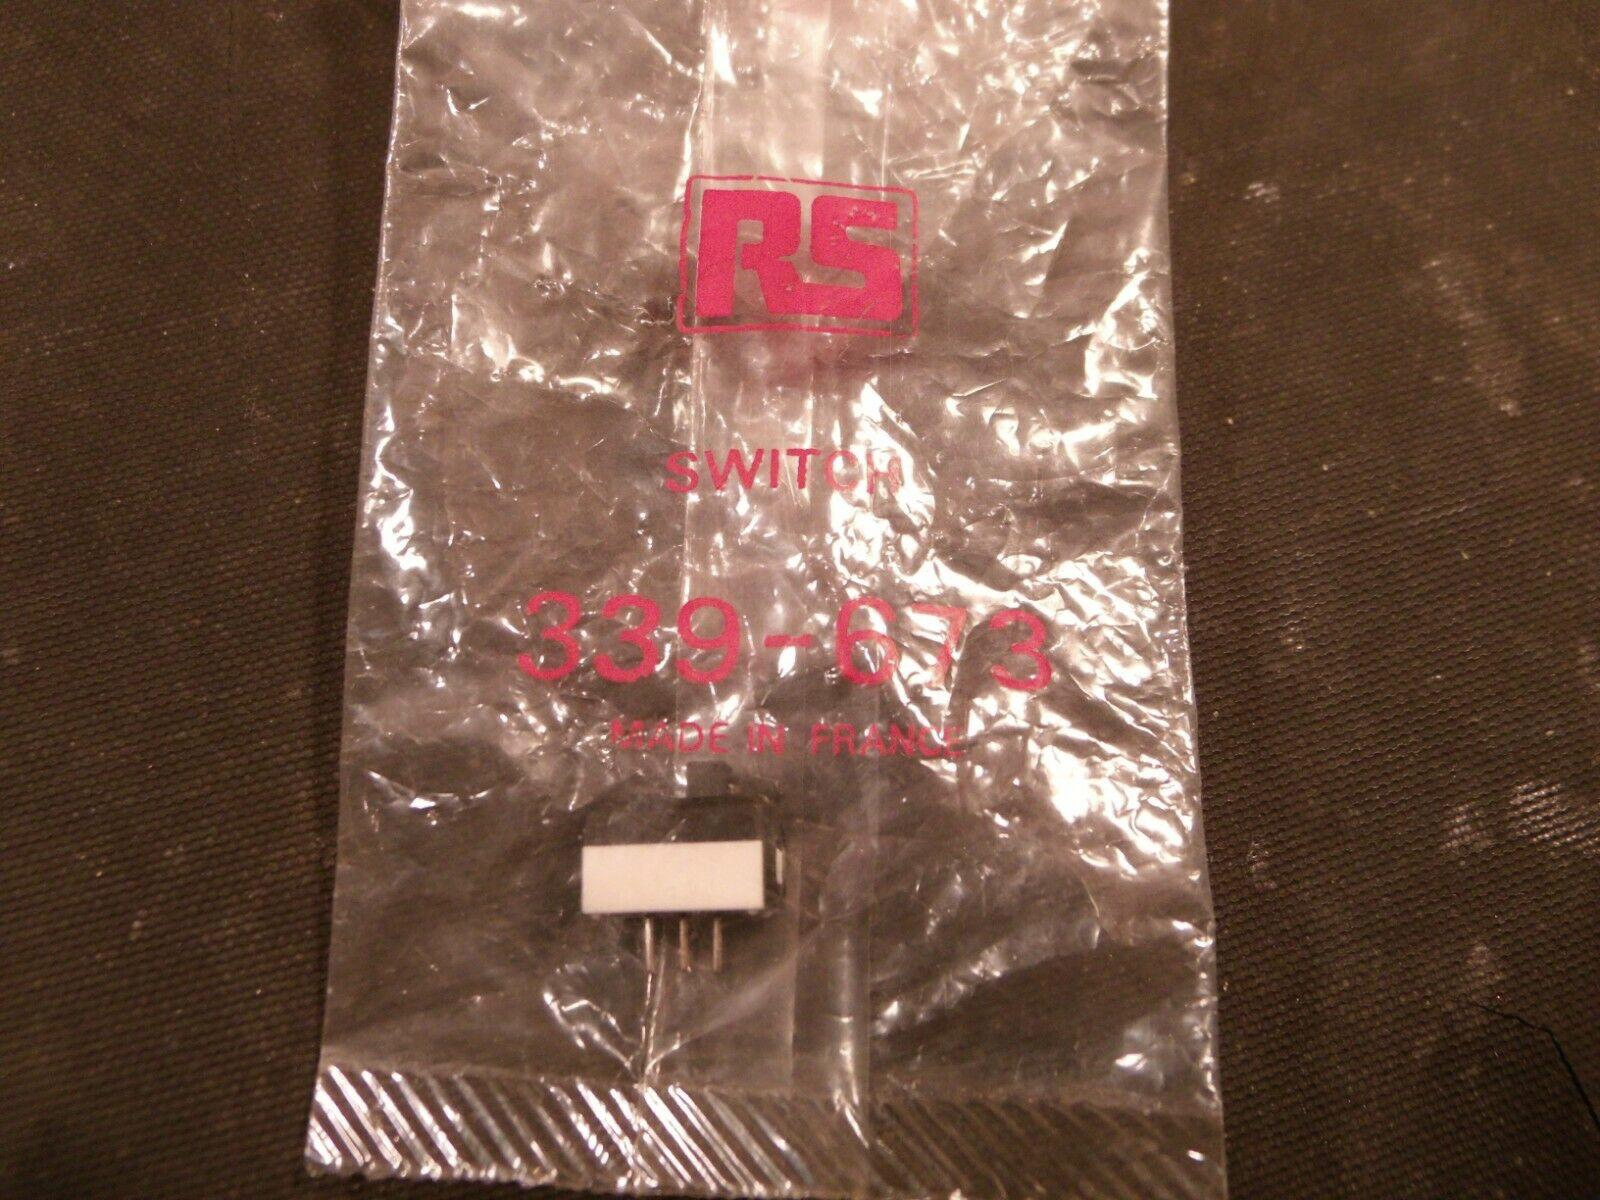 RS
SWITCH
339-673
MADE IN FRANCE